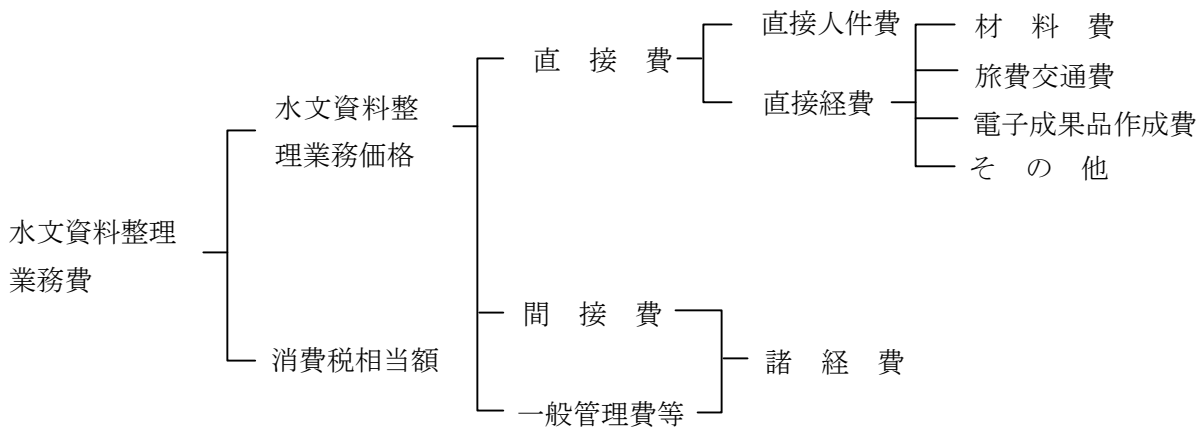 直接人件費
材料費
直接費
旅費交通費
水文資料整
理業務価格
直接経費
電子成果品作成費
その他
水文資料整理
業務費
間接費
消費税相当額
諸経費
一般管理費等